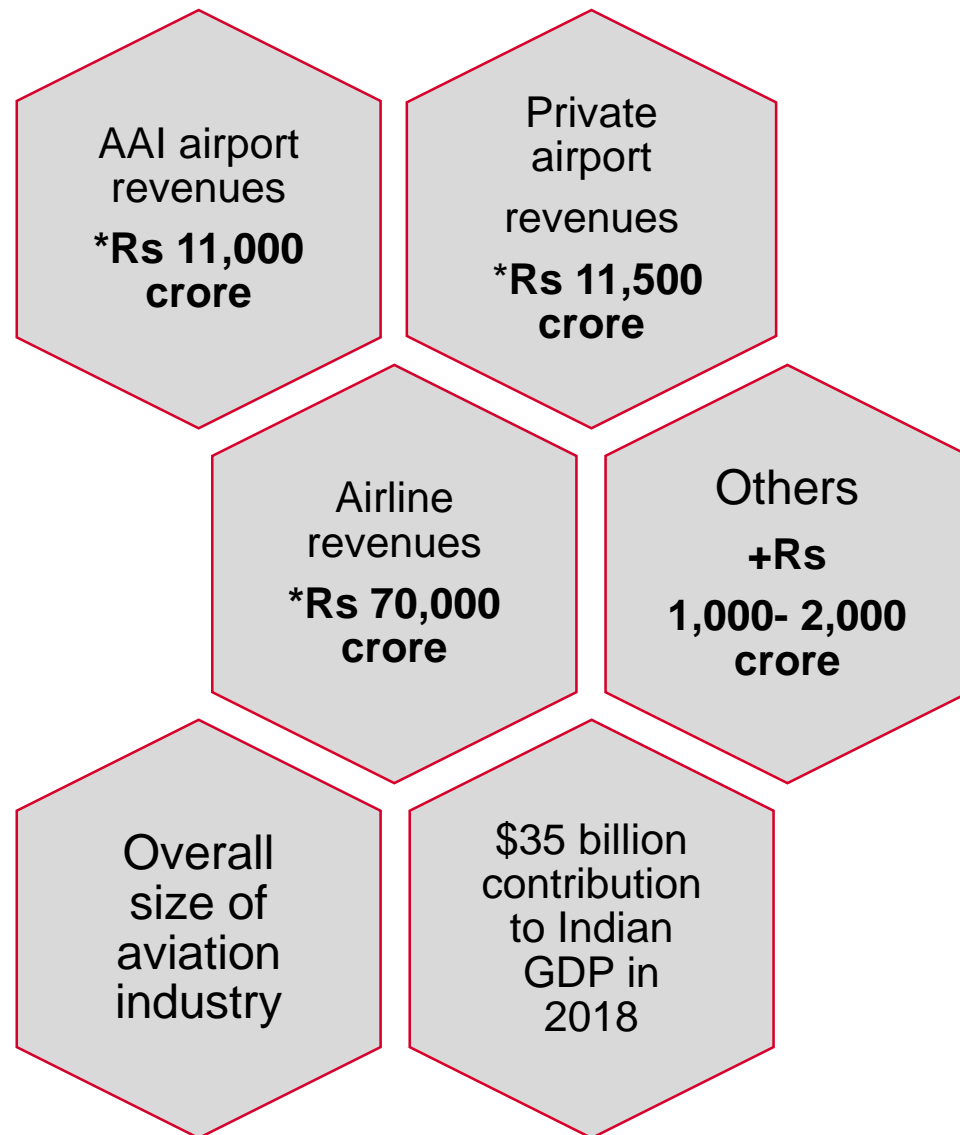 AAI airport
revenues
*Rs 11,000
crore
Private
airport
revenues
*Rs 11,500
crore
Airline
revenues
*Rs 70,000
crore
Others
+Rs
1,000- 2,000
crore
Overall
size of
aviation
industry
$35 billion
contribution
to Indian
GDP in
2018